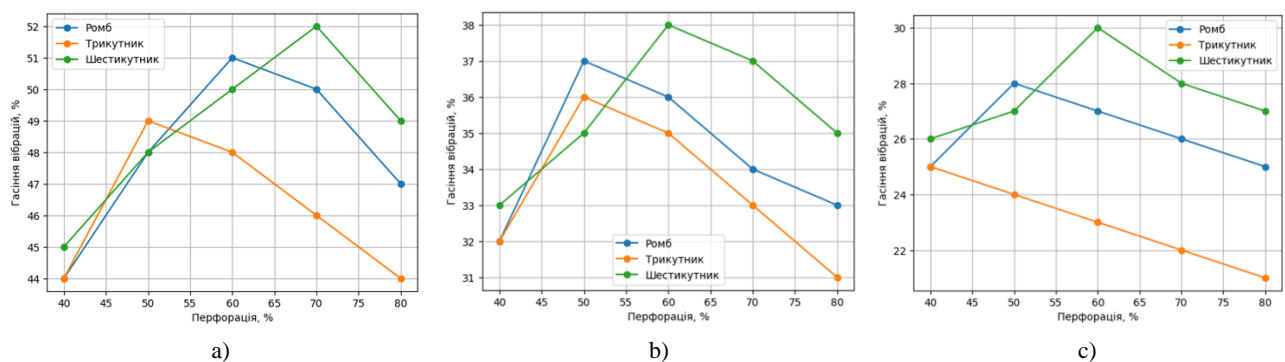 52
51
50
49
48
47
46
45
44
Гасіння вібрацій, %
Ромб
Трикутник
Шестикутник
40 45 50 55 60 65 70 75 80
Перфорація, %
a)
38
37
36
35
34
33
32
31
Гасіння вібрацій, %
Ромб
Трикутник
Шестикутник
40 45 50 55 60 65 70 75 80
Перфорація, %
b)
30
28
26
24
22
Гасіння вібрацій, %
Ромб
Трикутник
Шестикутник
40 45 50 55 60 65 70 75 80
Перфорація, %
c)